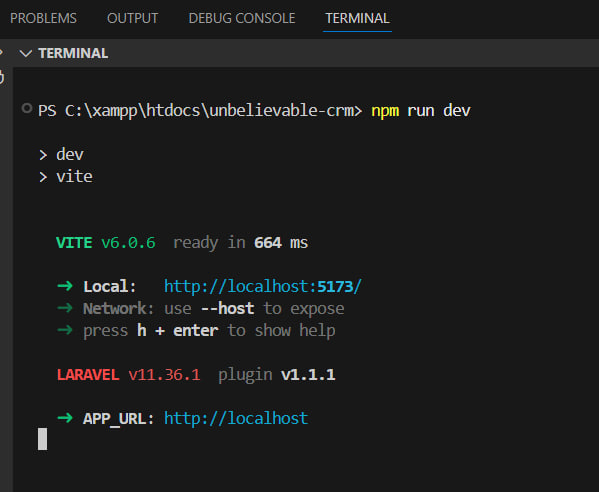 PROBLEMS OUTPUT DEBUG CONSOLE TERMINAL
TERMINAL
PS C:\xampp\htdocs\unbelievable-crm> npm run dev
> dev
> vite
VITE v6.0.6 ready in 664 ms
➜ Local: http://localhost:5173/
➜ Network: use --host to expose
➜ press h + enter to show help
LARAVEL v11.36.1 plugin v1.1.1
➜ APP_URL: http://localhost